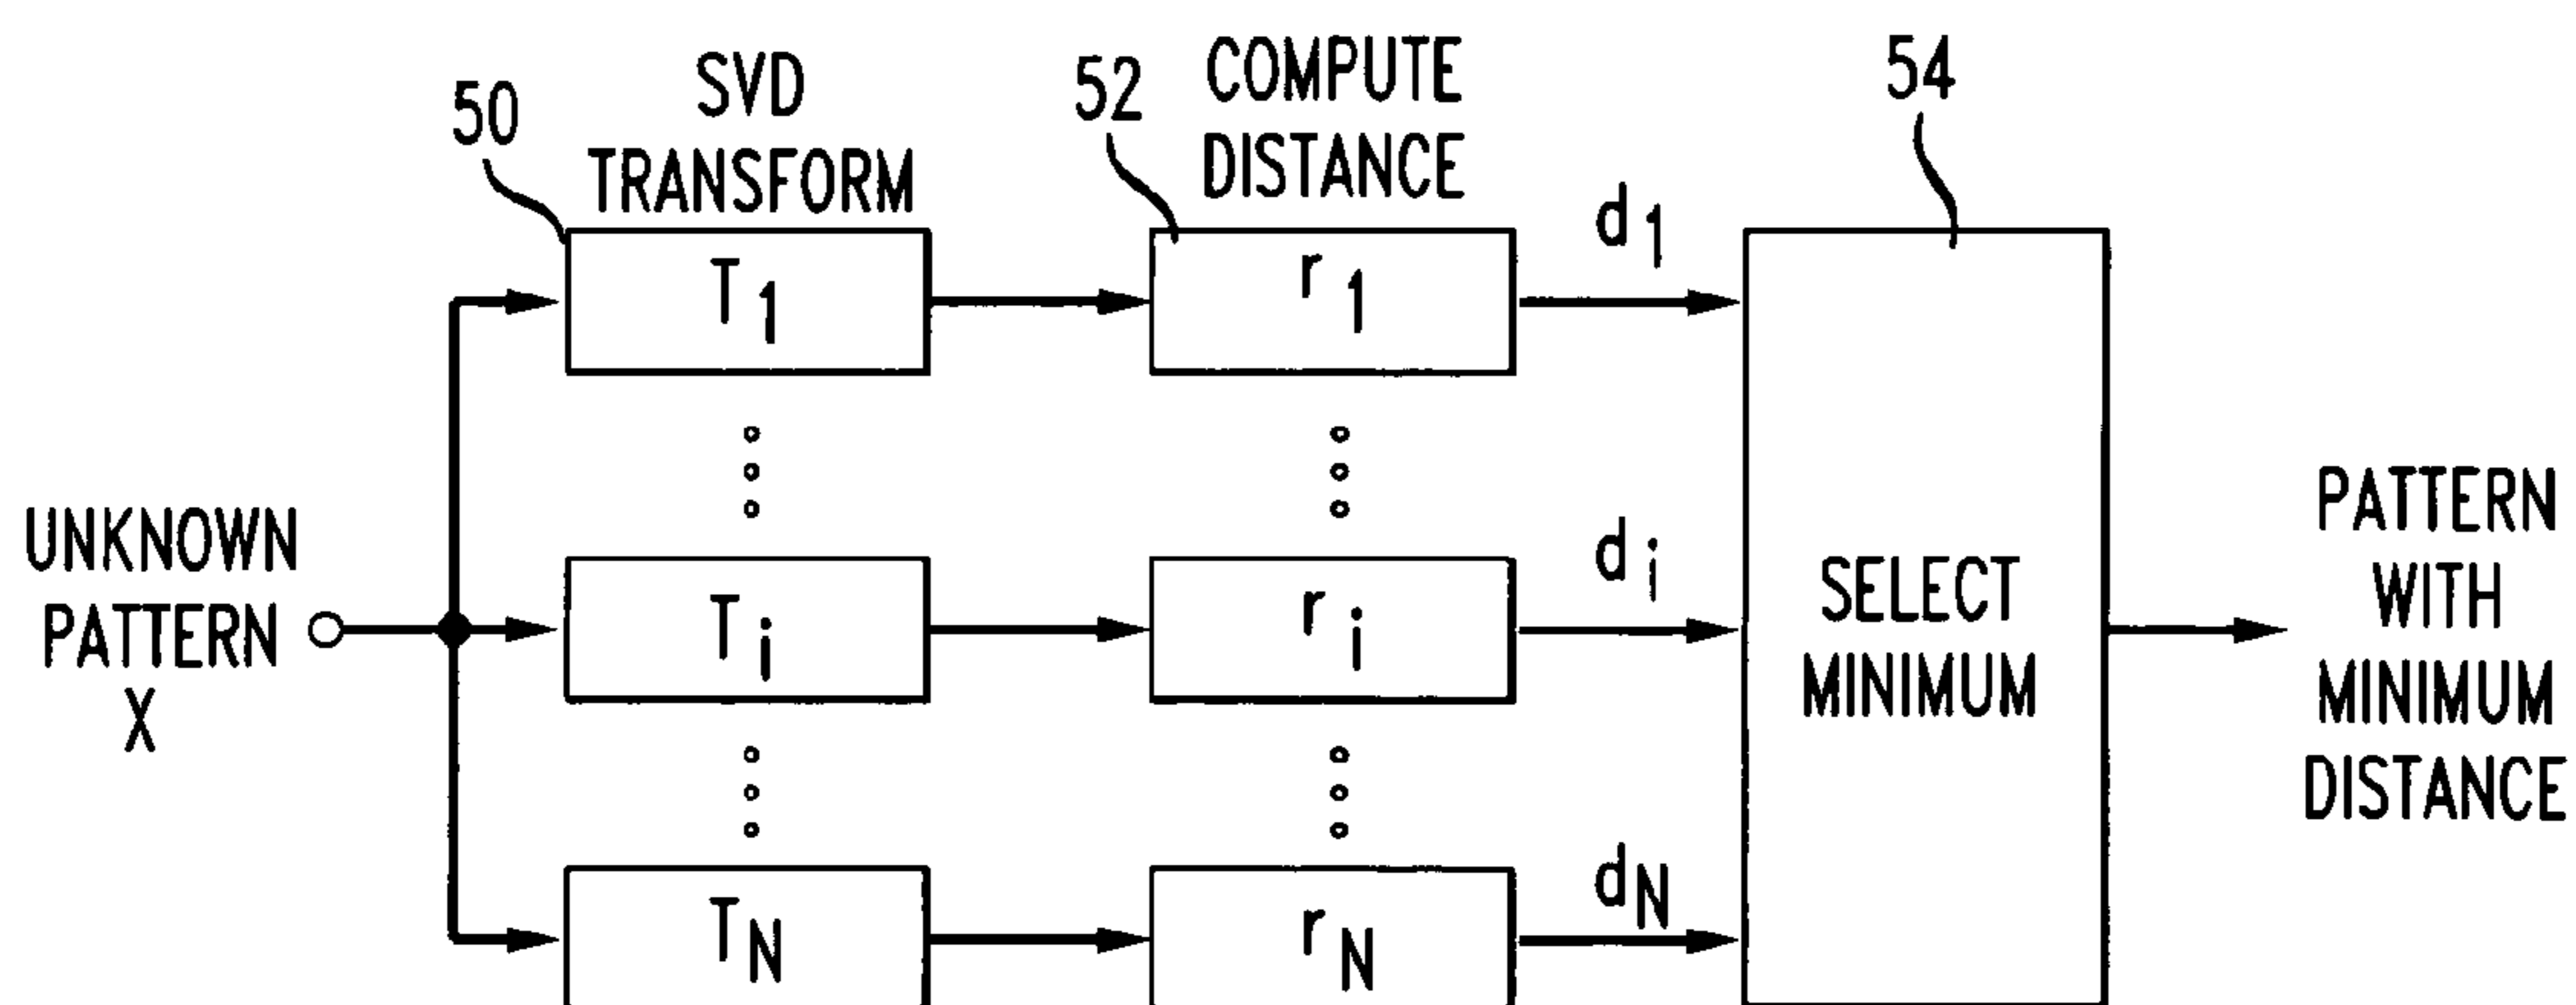 50
SVD
TRANSFORM
52
COMPUTE
DISTANCE
54
T1
r1
d1
UNKNOWN
PATTERN
X
Ti
ri
di
SELECT
MINIMUM
PATTERN
WITH
MINIMUM
DISTANCE
TN
rN
dN